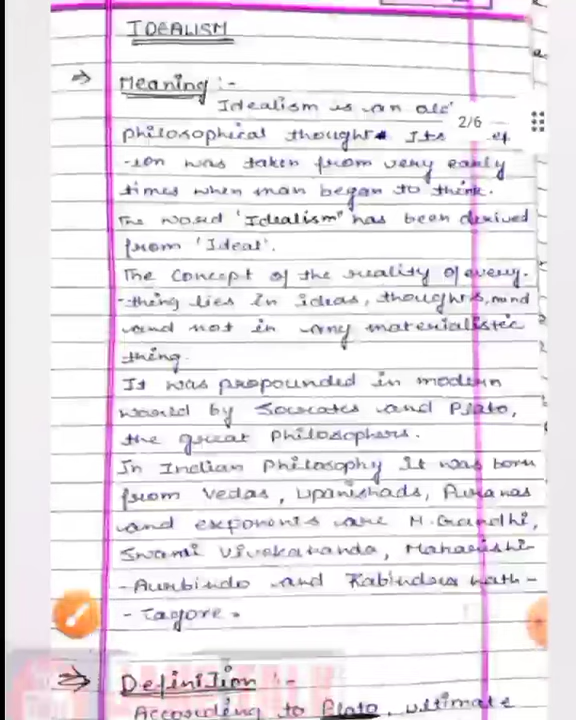 IDEALISM
⇒ Meaning :-
Idealism is an old
philosophical thought. Its
2/6
-ion was taken from very early
times when man began to think.
The word 'Idealism" has been derived
from 'Ideal'.
The concept of the reality of every-
-thing lies in ideas, thoughts, mind
and not in any materialistic
thing.
It was propounded in modern
world by Socrates and Plato,
the great Philosophers.
In Indian Philosophy it was born
from Vedas, Upanishads, Puranas
and exponents are M.Gandhi,
Swami Vivekananda, Maharishi-
-Aurbindo and Rabindera nath-
-Tagore.
⇒ Definition :-
According to Plato, ultimate